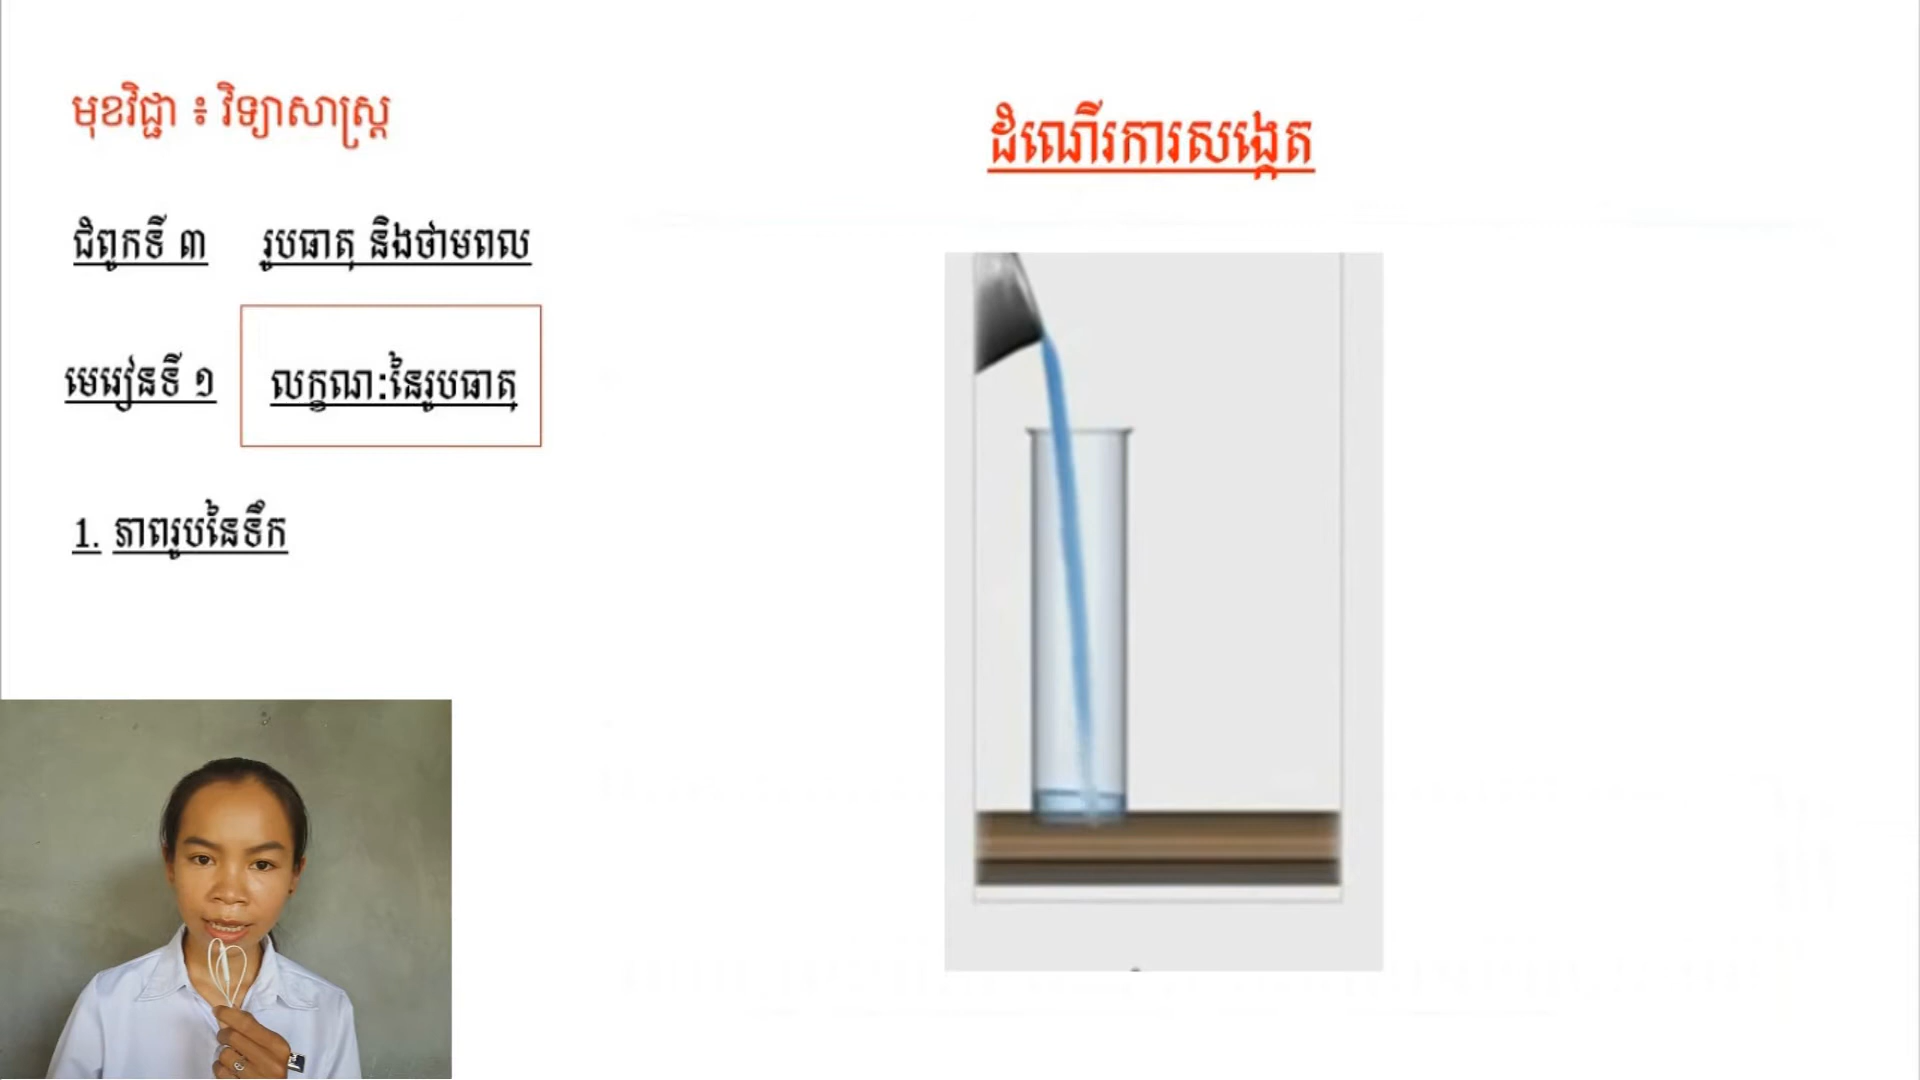 មុខវិជ្ជា ៖ វិទ្យាសាស្ត្រ
ជំពូកទី ៣ រូបធាតុ និងថាមពល
មេរៀនទី ១ លក្ខណៈនៃរូបធាតុ
1. ភាពរូបនៃទឹក
ដំណើរការសង្កេត